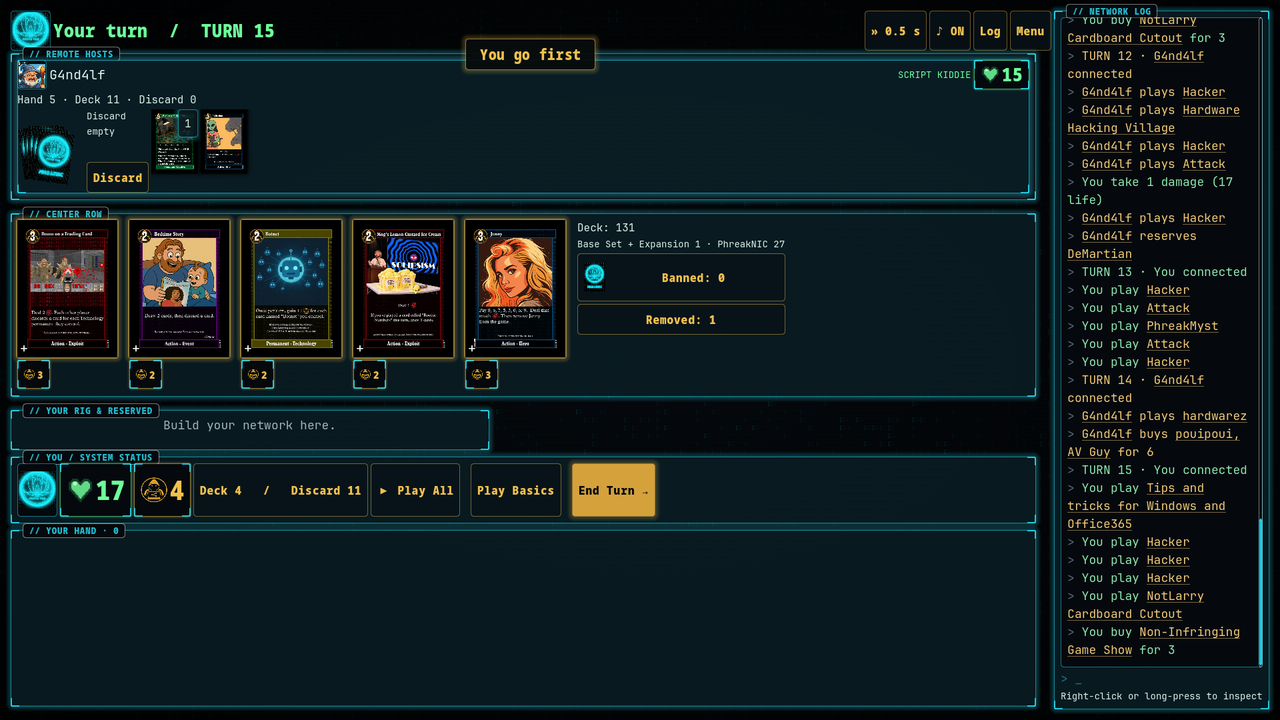 Your turn / TURN 15
» 0.5 s
♪ ON
Log
Menu
You go first
// REMOTE HOSTS
G4nd4lf
SCRIPT KIDDIE
15
Hand 5 · Deck 11 · Discard 0
Discard
empty
1
Discard
// CENTER ROW
3 Doom on a Trading Card
Action - Exploit
3
2 Bedtime Story
Draw 2 cards, then discard a card.
Action - Event
2
2 Botnet
Permanent - Technology
2
2 Mog's Lemon Custard Ice Cream
Action - Exploit
2
3 Jenny
Action - Hero
3
Deck: 131
Base Set + Expansion 1 · PhreakNIC 27
Banned: 0
Removed: 1
// YOUR RIG & RESERVED
Build your network here.
// YOU / SYSTEM STATUS
17
4
Deck 4 / Discard 11
▶ Play All
Play Basics
End Turn →
// YOUR HAND · 0
// NETWORK LOG
> You buy NotLarry
Cardboard Cutout for 3
> TURN 12 · G4nd4lf
connected
> G4nd4lf plays Hacker
> G4nd4lf plays Hardware
Hacking Village
> G4nd4lf plays Hacker
> G4nd4lf plays Attack
> You take 1 damage (17
life)
> G4nd4lf plays Hacker
> G4nd4lf reserves
DeMartian
> TURN 13 · You connected
> You play Hacker
> You play Attack
> You play PhreakMyst
> You play Attack
> You play Hacker
> TURN 14 · G4nd4lf
connected
> G4nd4lf plays hardwarez
> G4nd4lf buys pouipoui,
AV Guy for 6
> TURN 15 · You connected
> You play Tips and
tricks for Windows and
Office365
> You play Hacker
> You play Hacker
> You play Hacker
> You play NotLarry
Cardboard Cutout
> You buy Non-Infringing
Game Show for 3
> _
Right-click or long-press to inspect